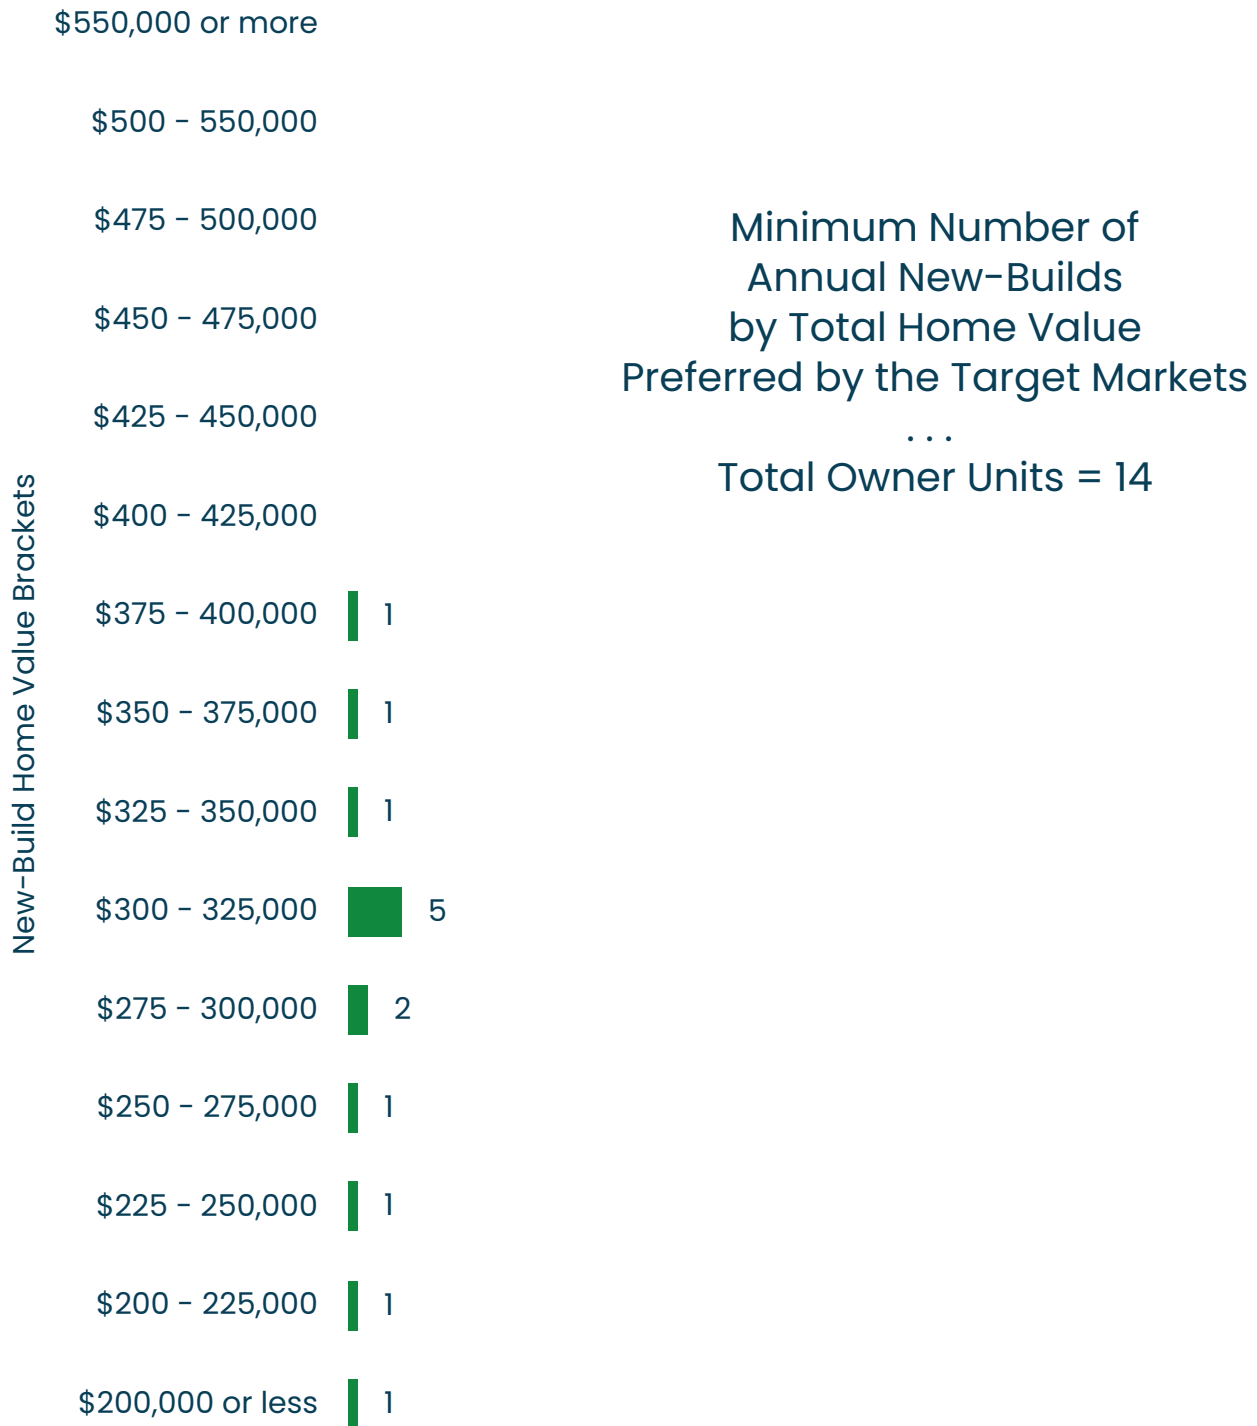 $550,000 or more
$500 - 550,000
$475 - 500,000
$450 - 475,000
$425 - 450,000
$400 - 425,000
$375 - 400,000 1
$350 - 375,000 1
$325 - 350,000 1
$300 - 325,000 5
$275 - 300,000 2
$250 - 275,000 1
$225 - 250,000 1
$200 - 225,000 1
$200,000 or less 1
New-Build Home Value Brackets
Minimum Number of
Annual New-Builds
by Total Home Value
Preferred by the Target Markets
. . .
Total Owner Units = 14